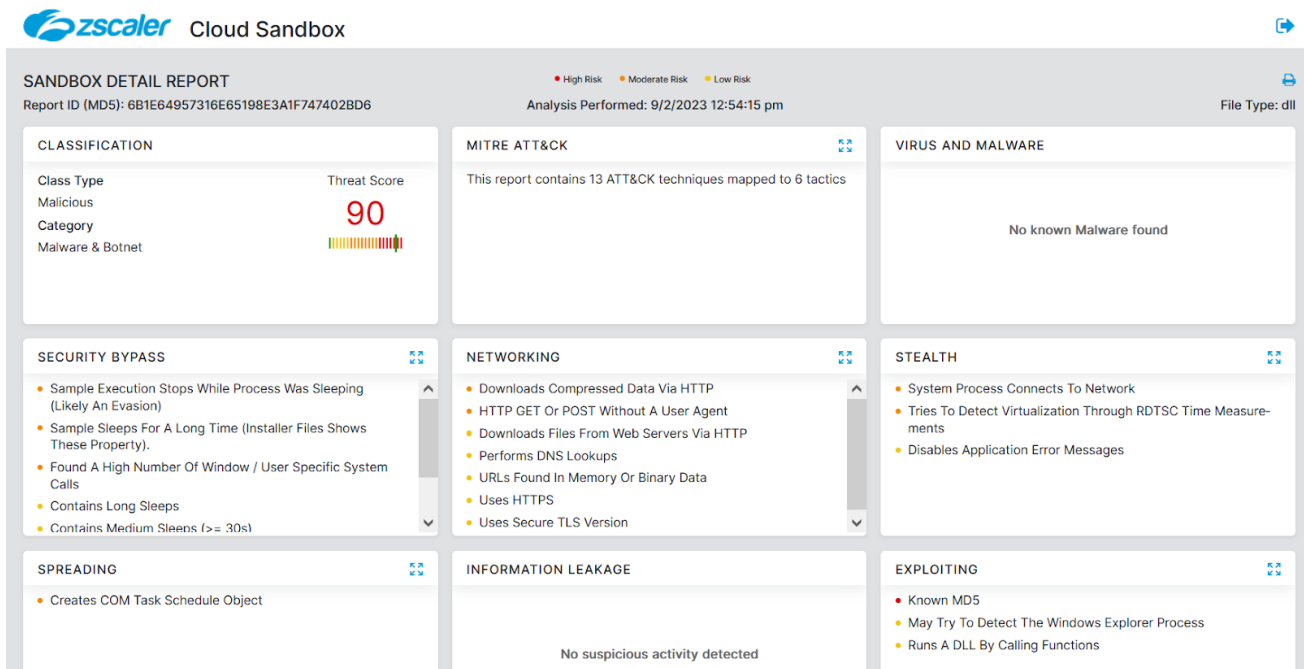 zscaler Cloud Sandbox
SANDBOX DETAIL REPORT
High Risk Moderate Risk Low Risk
Report ID (MD5): 6B1E64957316E65198E3A1F747402BD6
Analysis Performed: 9/2/2023 12:54:15 pm
File Type: dll
CLASSIFICATION
Class Type
Malicious
Category
Malware & Botnet
Threat Score
90
MITRE ATT&CK
This report contains 13 ATT&CK techniques mapped to 6 tactics
VIRUS AND MALWARE
No known Malware found
SECURITY BYPASS
Sample Execution Stops While Process Was Sleeping
(Likely An Evasion)
Sample Sleeps For A Long Time (Installer Files Shows
These Property).
Found A High Number Of Window / User Specific System
Calls
Contains Long Sleeps
Contains Medium Sleeps (>= 30s)
NETWORKING
Downloads Compressed Data Via HTTP
HTTP GET Or POST Without A User Agent
Downloads Files From Web Servers Via HTTP
Performs DNS Lookups
URLs Found In Memory Or Binary Data
Uses HTTPS
Uses Secure TLS Version
STEALTH
System Process Connects To Network
Tries To Detect Virtualization Through RDTSC Time Measure-
ments
Disables Application Error Messages
SPREADING
Creates COM Task Schedule Object
INFORMATION LEAKAGE
No suspicious activity detected
EXPLOITING
Known MD5
May Try To Detect The Windows Explorer Process
Runs A DLL By Calling Functions